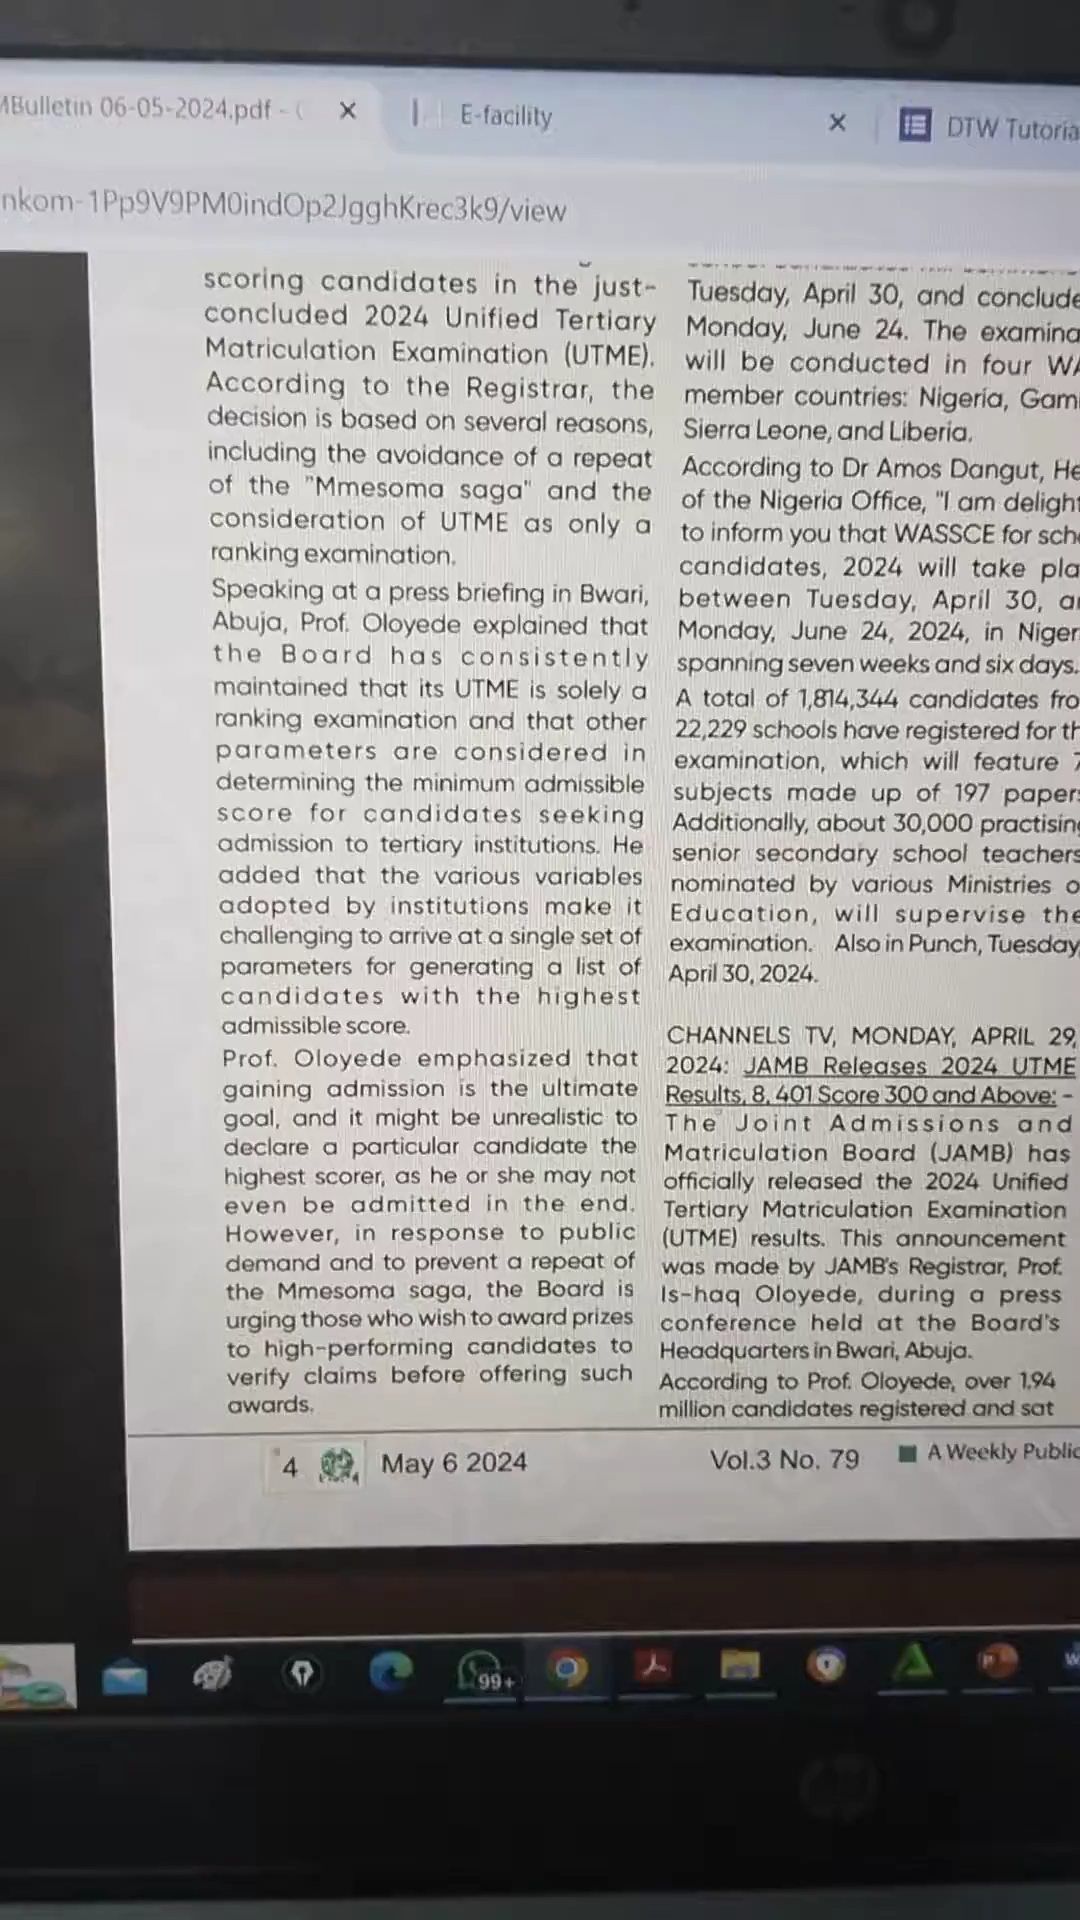 MBulletin 06-05-2024.pdf - (
E-facility
DTW Tutoria
nkom-1Pp9V9PM0indOp2JgghKrec3k9/view
scoring candidates in the just-
concluded 2024 Unified Tertiary
Matriculation Examination (UTME).
According to the Registrar, the
decision is based on several reasons,
including the avoidance of a repeat
of the "Mmesoma saga" and the
consideration of UTME as only a
ranking examination.
Speaking at a press briefing in Bwari,
Abuja, Prof. Oloyede explained that
the Board has consistently
maintained that its UTME is solely a
ranking examination and that other
parameters are considered in
determining the minimum admissible
score for candidates seeking
admission to tertiary institutions. He
added that the various variables
adopted by institutions make it
challenging to arrive at a single set of
parameters for generating a list of
candidates with the highest
admissible score.
Prof. Oloyede emphasized that
gaining admission is the ultimate
goal, and it might be unrealistic to
declare a particular candidate the
highest scorer, as he or she may not
even be admitted in the end.
However, in response to public
demand and to prevent a repeat of
the Mmesoma saga, the Board is
urging those who wish to award prizes
to high-performing candidates to
verify claims before offering such
awards.
Tuesday, April 30, and conclude
Monday, June 24. The examina
will be conducted in four WA
member countries: Nigeria, Gam
Sierra Leone, and Liberia.
According to Dr Amos Dangut, He
of the Nigeria Office, "I am delight
to inform you that WASSCE for scho
candidates, 2024 will take pla
between Tuesday, April 30, an
Monday, June 24, 2024, in Niger
spanning seven weeks and six days.
A total of 1,814,344 candidates fro
22,229 schools have registered for th
examination, which will feature 7
subjects made up of 197 papers
Additionally, about 30,000 practising
senior secondary school teachers
nominated by various Ministries o
Education, will supervise the
examination. Also in Punch, Tuesday,
April 30, 2024.
CHANNELS TV, MONDAY, APRIL 29,
2024: JAMB Releases 2024 UTME
Results, 8, 401 Score 300 and Above: -
The Joint Admissions and
Matriculation Board (JAMB) has
officially released the 2024 Unified
Tertiary Matriculation Examination
(UTME) results. This announcement
was made by JAMB's Registrar, Prof.
Is-haq Oloyede, during a press
conference held at the Board's
Headquarters in Bwari, Abuja.
According to Prof. Oloyede, over 1.94
million candidates registered and sat
4 May 6 2024 Vol.3 No. 79 A Weekly Public
99+